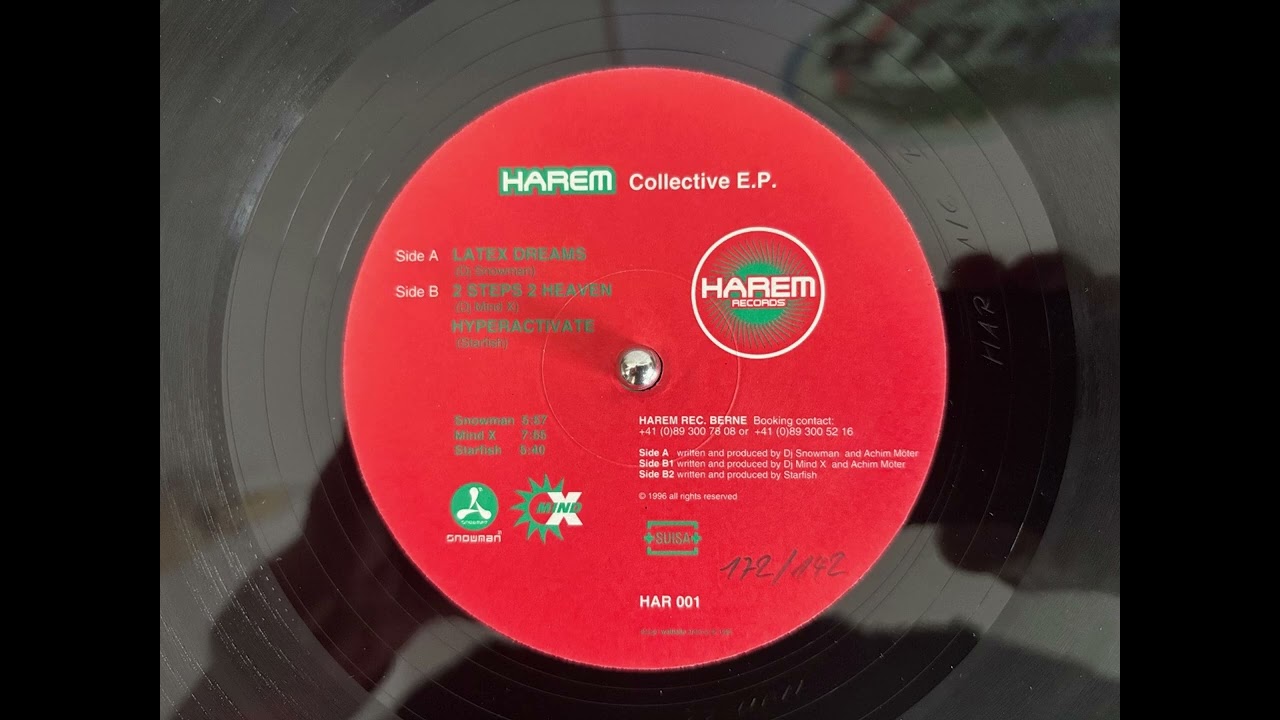 HAREM Collective E.P.
Side A LATEX DREAMS
(Dj Snowman)
Side B 2 STEPS 2 HEAVEN
(Dj Mind X)
HYPERACTIVATE
(Starfish)
HAREM
RECORDS
Snowman 6:57
Mind X 7:55
Starfish 5:40
HAREM REC. BERNE Booking contact:
+41 (0)89 300 78 08 or +41 (0)89 300 52 16
Side A written and produced by Dj Snowman and Achim Möter
Side B1 written and produced by Dj Mind X and Achim Möter
Side B2 written and produced by Starfish
© 1996 all rights reserved
snowman
snowman
MIND X
SUISA
172/142
HAR 001
HAR